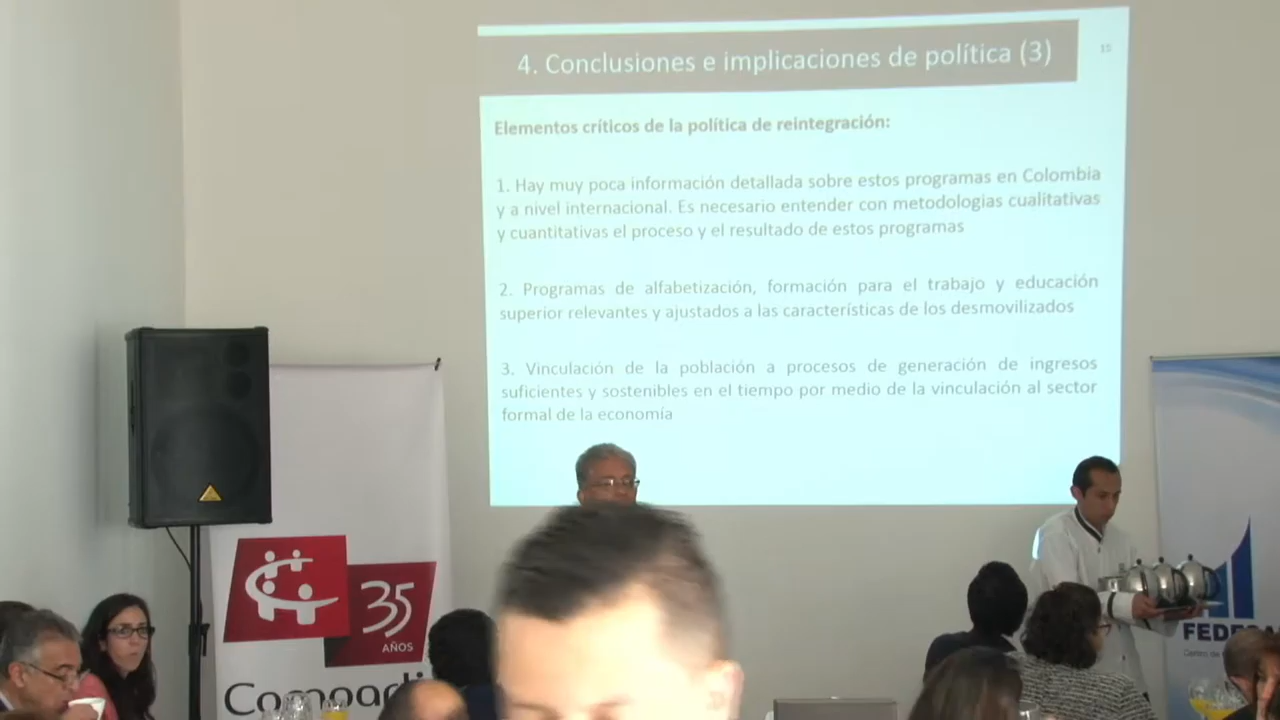 4. Conclusiones e implicaciones de política (3)
15
Elementos críticos de la política de reintegración:
1. Hay muy poca información detallada sobre estos programas en Colombia
y a nivel internacional. Es necesario entender con metodologias cualitativas
y cuantitativas el proceso y el resultado de estos programas
2. Programas de alfabetización, formación para el trabajo y educación
superior relevantes y ajustados a las características de los desmovilizados
3. Vinculación de la población a procesos de generación de ingresos
suficientes y sostenibles en el tiempo por medio de la vinculación al sector
formal de la economía
35
AÑOS
Centro de